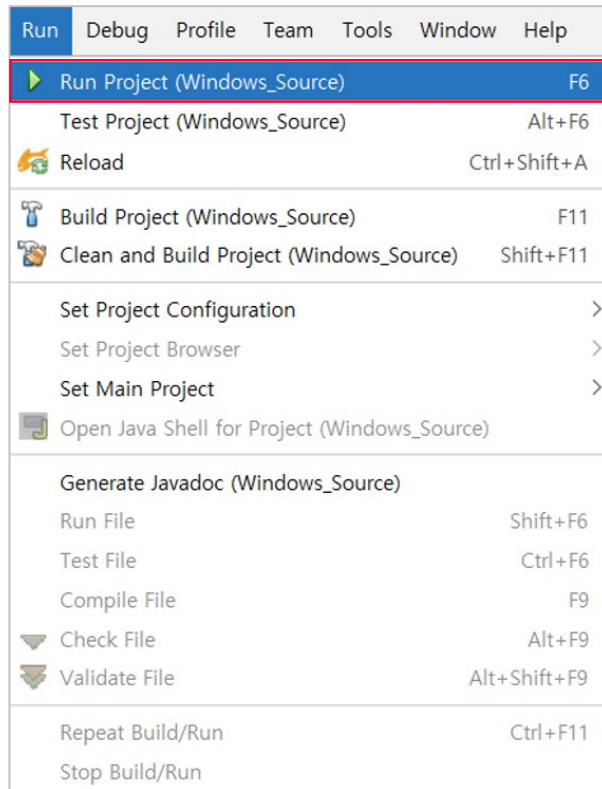 Run Debug Profile Team Tools Window Help
Run Project (Windows_Source) F6
Test Project (Windows_Source) Alt+F6
Reload Ctrl+Shift+A
Build Project (Windows_Source) F11
Clean and Build Project (Windows_Source) Shift+F11
Set Project Configuration
Set Project Browser
Set Main Project
Open Java Shell for Project (Windows_Source)
Generate Javadoc (Windows_Source)
Run File Shift+F6
Test File Ctrl+F6
Compile File F9
Check File Alt+F9
Validate File Alt+Shift+F9
Repeat Build/Run Ctrl+F11
Stop Build/Run